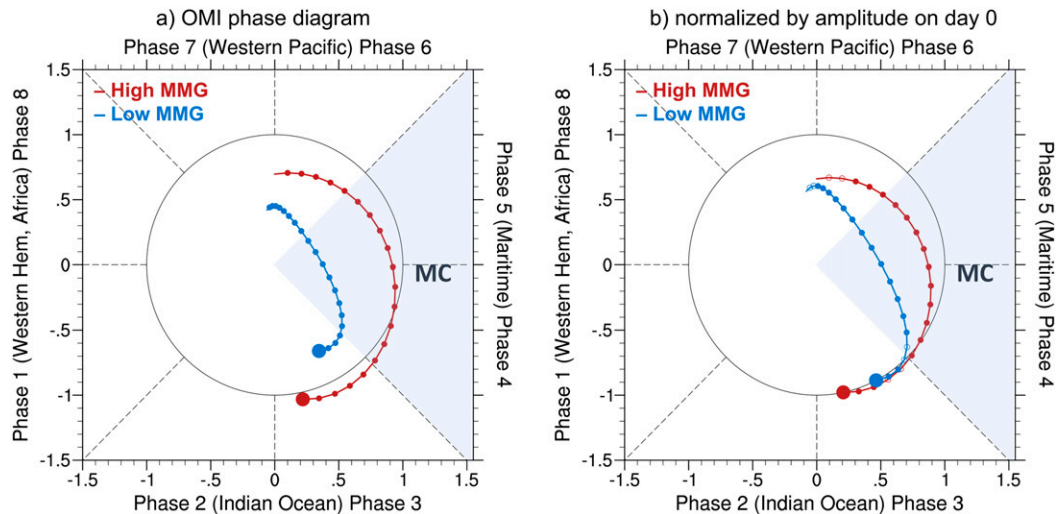 a) OMI phase diagram
Phase 7 (Western Pacific) Phase 6
1.5
1
.5
0
-.5
-1
-1.5
-1.5 -1 -.5 0 .5 1 1.5
Phase 2 (Indian Ocean) Phase 3
Phase 1 (Western Hem, Africa) Phase 8
Phase 5 (Maritime) Phase 4
High MMG
Low MMG
MC
b) normalized by amplitude on day 0
Phase 7 (Western Pacific) Phase 6
1.5
1
.5
0
-.5
-1
-1.5
-1.5 -1 -.5 0 .5 1 1.5
Phase 2 (Indian Ocean) Phase 3
Phase 1 (Western Hem, Africa) Phase 8
Phase 5 (Maritime) Phase 4
High MMG
Low MMG
MC